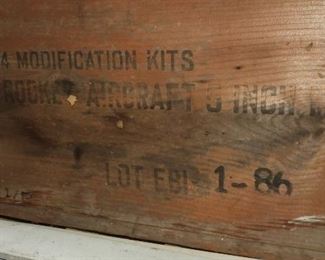 4 MODIFICATION KITS
ROCKET AIRCRAFT 5 INCH,
LOT EBI 1-86